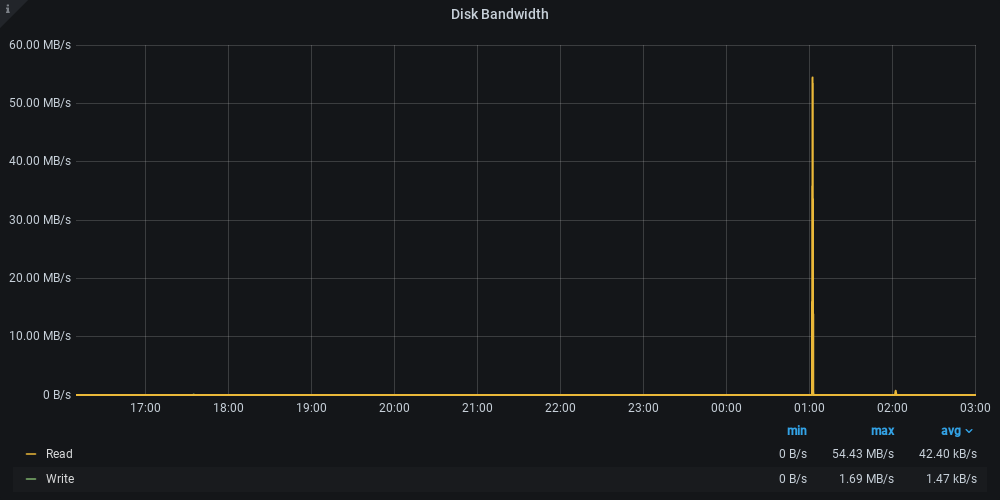 i
Disk Bandwidth
60.00 MB/s
50.00 MB/s
40.00 MB/s
30.00 MB/s
20.00 MB/s
10.00 MB/s
0 B/s
17:00 18:00 19:00 20:00 21:00 22:00 23:00 00:00 01:00 02:00 03:00
min max avg
Read 0 B/s 54.43 MB/s 42.40 kB/s
Write 0 B/s 1.69 MB/s 1.47 kB/s